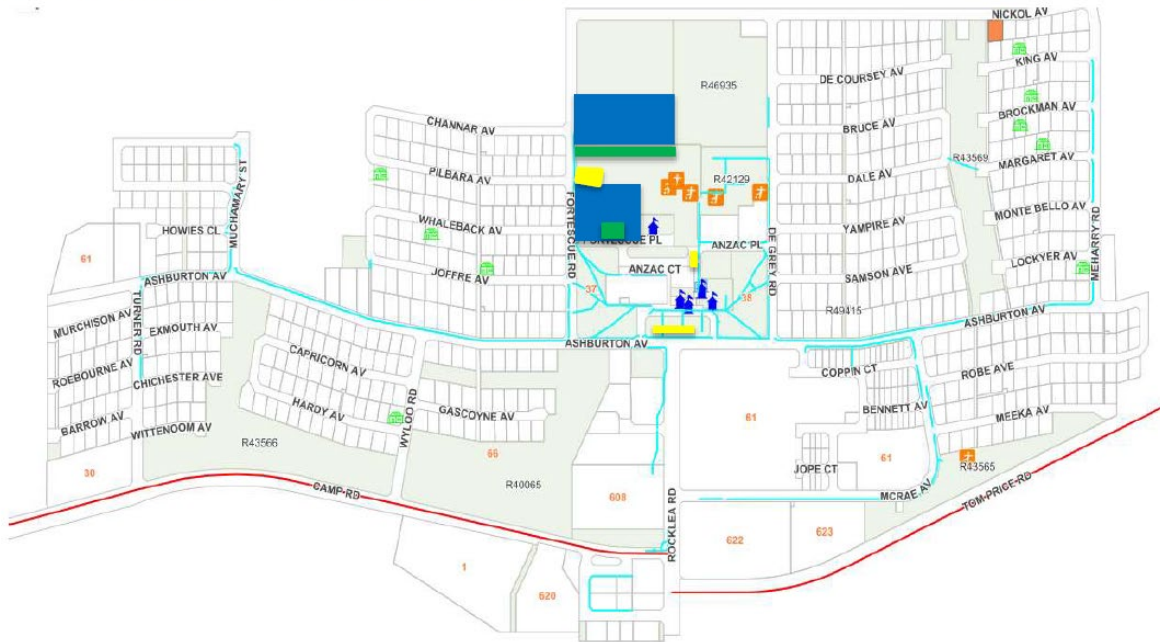 NICKOL AV
KING AV
DE COURSEY AV
R46935
BROCKMAN AV
CHANNAR AV
BRUCE AV
R43569
MARGARET AV
PILBARA AV
R42129
DALE AV
MUCHAMARY ST
FORTESCUE RD
WHALEBACK AV
YAMPIRE AV
MONTE BELLO AV
MEHARRY RD
HOWIES CL
FORTESCUE PL
ANZAC PL
DE GREY RD
61
ANZAC CT
JOFFRE AV
SAMSON AVE
LOCKYER AV
ASHBURTON AV
37
38
TURNER RD
R49415
ASHBURTON AV
MURCHISON AV
EXMOUTH AV
ASHBURTON AV
CAPRICORN AV
COPPIN CT
ROBE AVE
ROEBOURNE AV
CHICHESTER AVE
HARDY AV
WYLOO RD
GASCOYNE AV
61
BENNETT AV
MEEKA AV
BARROW AV
WITTENOOM AV
R43566
66
61
30
JOPE CT
R43565
CAMP RD
R40065
608
MCRAE AV
TOM PRICE RD
ROCKLEA RD
622
623
1
620